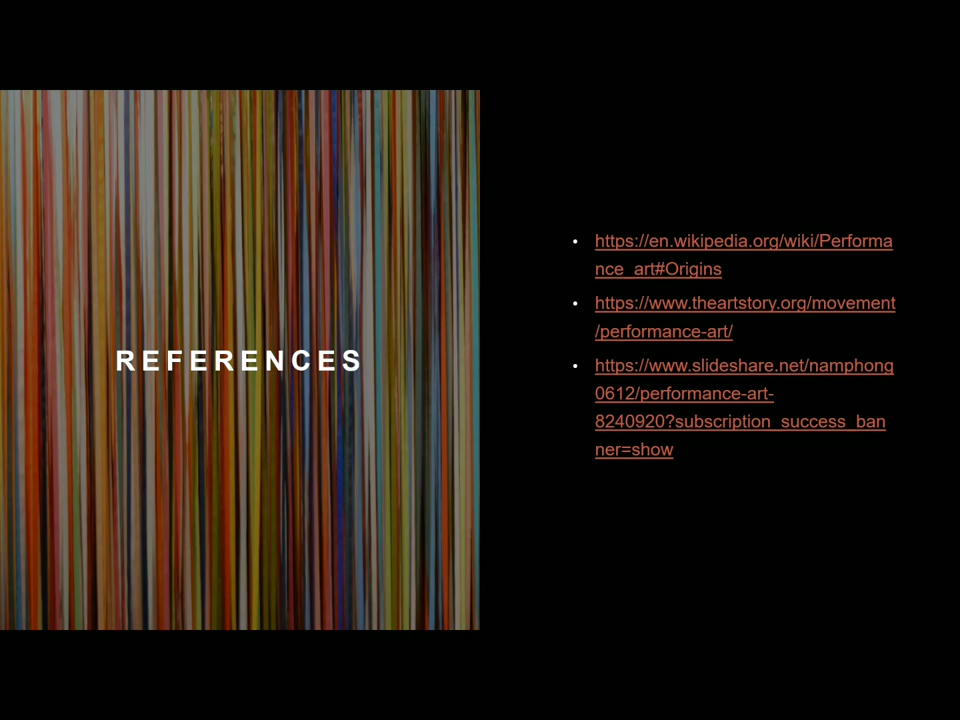 REFERENCES
• https://en.wikipedia.org/wiki/Performa
nce_art#Origins
• https://www.theartstory.org/movement
/performance-art/
• https://www.slideshare.net/namphong
0612/performance-art-
8240920?subscription_success_ban
ner=show